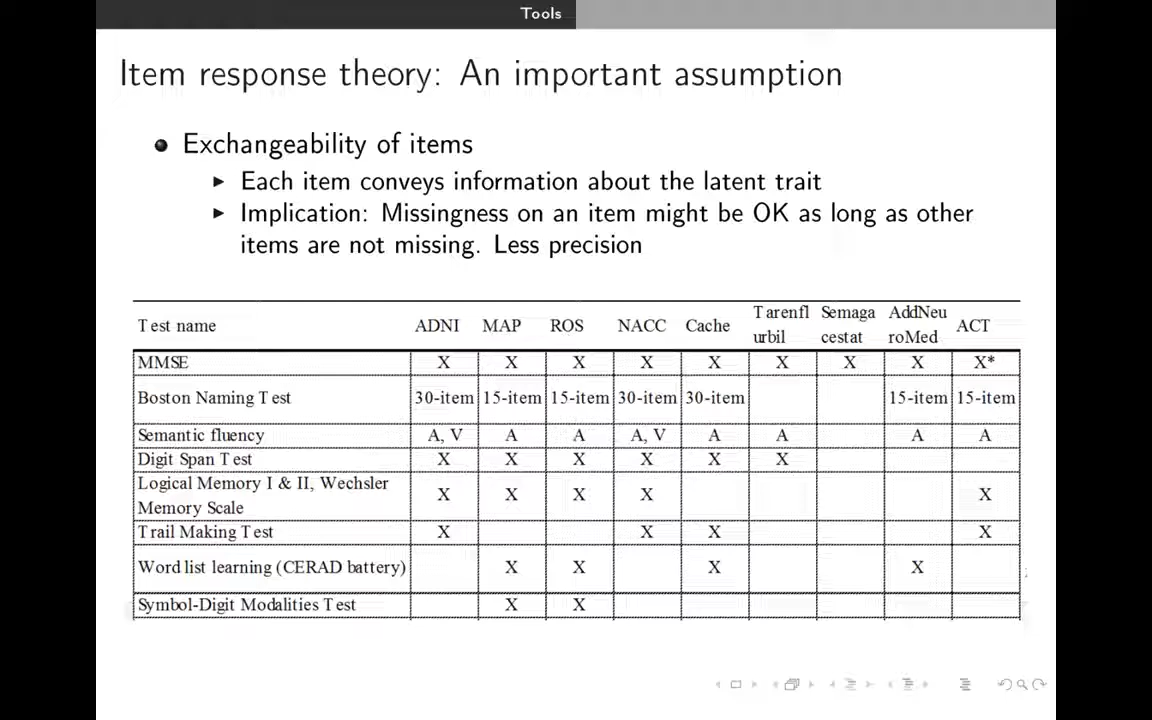 Tools
Item response theory: An important assumption
Exchangeability of items
Each item conveys information about the latent trait
Implication: Missingness on an item might be OK as long as other
items are not missing. Less precision
Test name ADNI MAP ROS NACC Cache Tarenfl urbil Semaga cestat AddNeu roMed ACT
MMSE X X X X X X X X X*
Boston Naming Test 30-item 15-item 15-item 30-item 30-item 15-item 15-item
Semantic fluency A, V A A A, V A A A A
Digit Span Test X X X X X X
Logical Memory I & II, Wechsler
Memory Scale X X X X X
Trail Making Test X X X X
Word list learning (CERAD battery) X X X X
Symbol-Digit Modalities Test X X